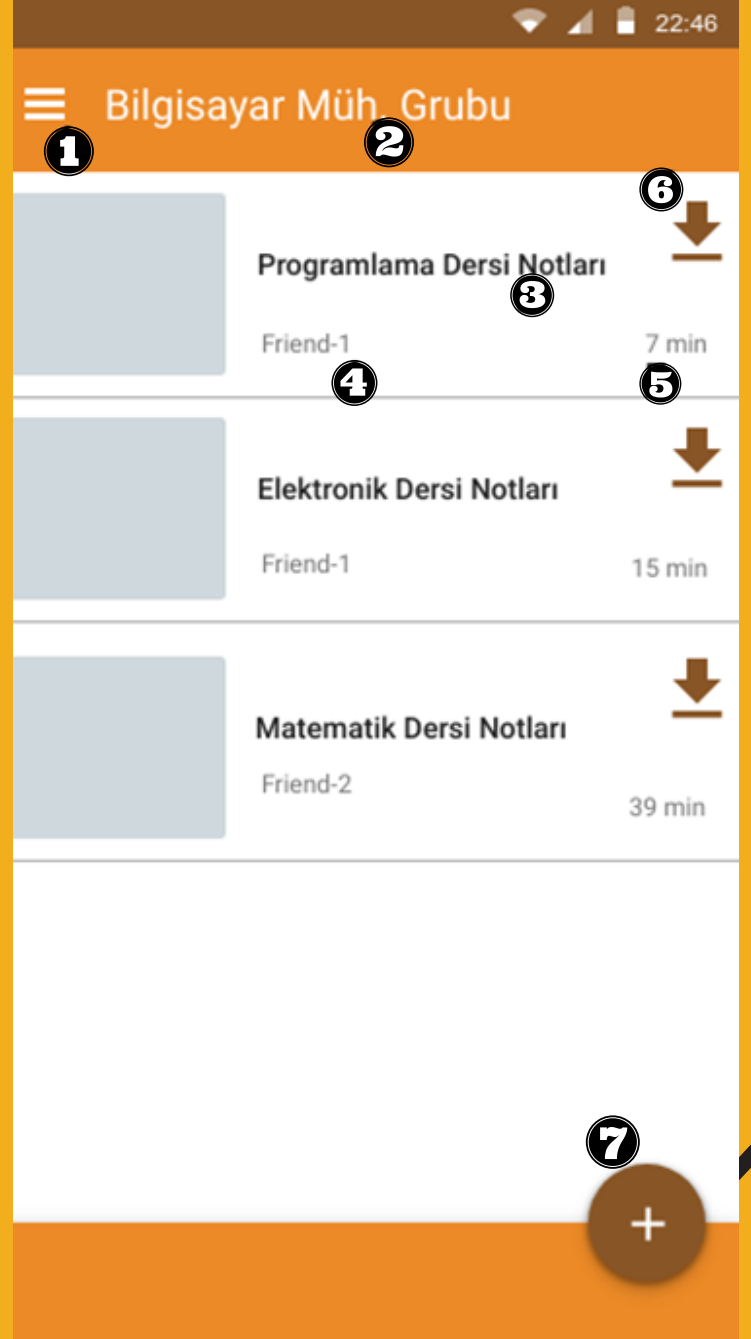 22:46
Bilgisayar Müh. Grubu
1
2
6
Programlama Dersi Notları
3
Friend-1
7 min
4
5
Elektronik Dersi Notları
Friend-1
15 min
Matematik Dersi Notları
Friend-2
39 min
7
+